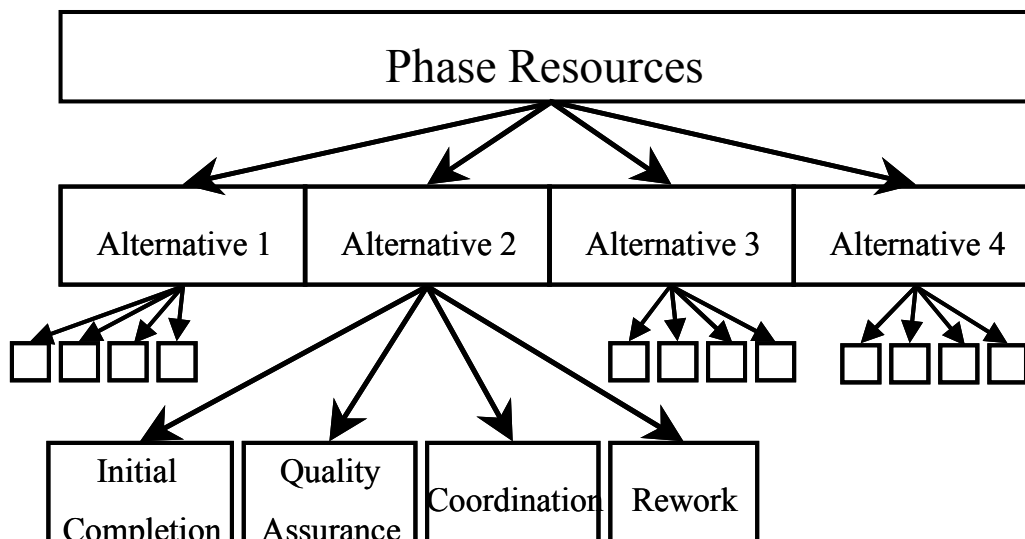 Phase Resources
Alternative 1
Alternative 2
Alternative 3
Alternative 4
Initial
Completion
Quality
Assurance
Coordination
Rework